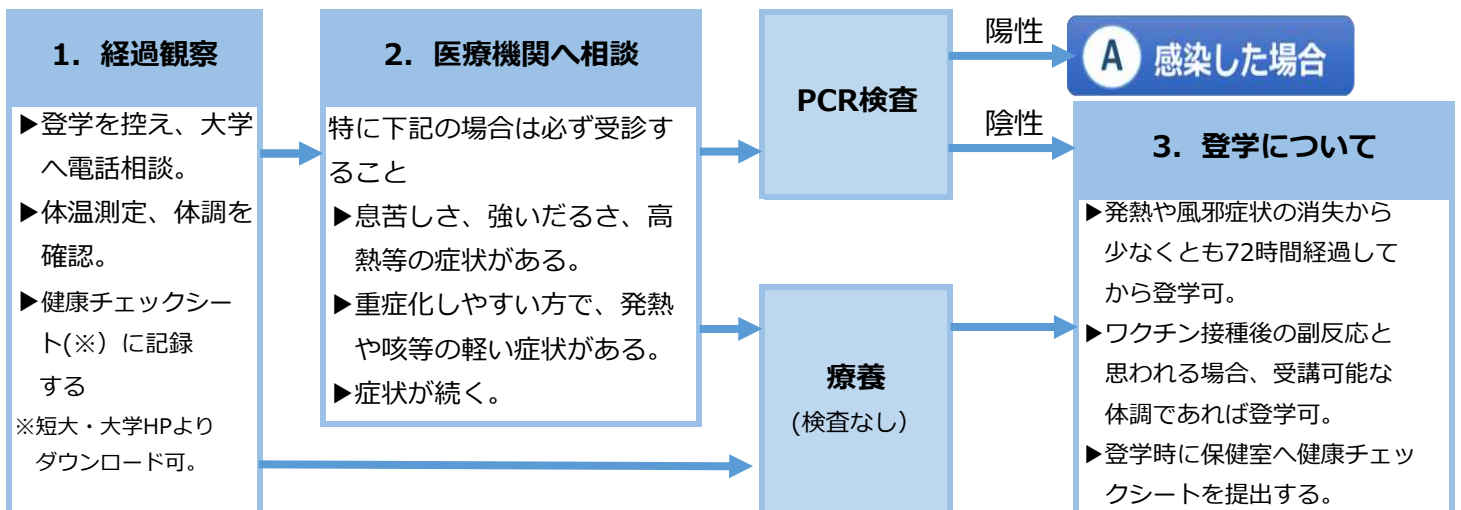 1. 経過観察
▶登学を控え、大学
へ電話相談。
▶体温測定、体調を
確認。
▶健康チェックシー
ト(※）に記録
する
※短大・大学HPより
ダウンロード可。
2. 医療機関へ相談
特に下記の場合は必ず受診す
ること
▶息苦しさ、強いだるさ、高
熱等の症状がある。
▶重症化しやすい方で、発熱
や咳等の軽い症状がある。
▶症状が続く。
PCR検査
陽性
A 感染した場合
陰性
療養
(検査なし）
3. 登学について
▶発熱や風邪症状の消失から
少なくとも72時間経過して
から登学可。
▶ワクチン接種後の副反応と
思われる場合、受講可能な
体調であれば登学可。
▶登学時に保健室へ健康チェッ
クシートを提出する。